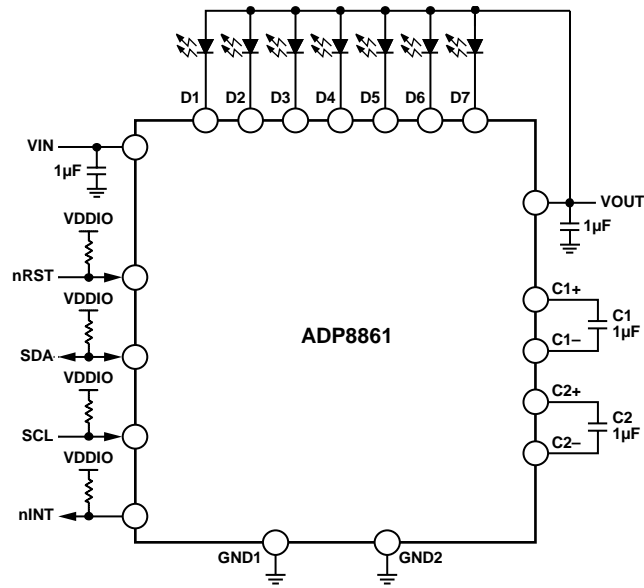 D1 D2 D3 D4 D5 D6 D7
VIN
1µF
VOUT
1µF
VDDIO
nRST
C1+
C1
1µF
C1–
VDDIO
SDA
ADP8861
VDDIO
SCL
C2+
C2
1µF
C2–
VDDIO
nINT
GND1 GND2